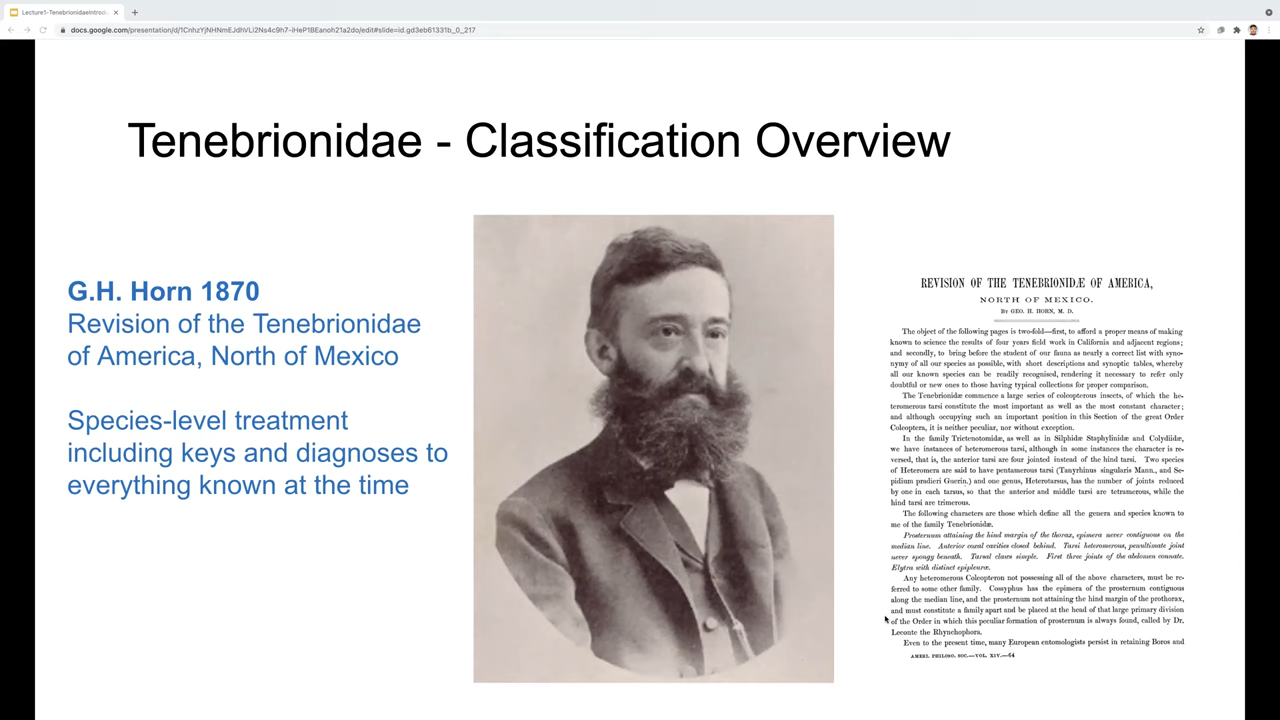 Lecture1-TenebrionidaeIntrodu
docs.google.com/presentation/d/1CnhzYjNHNmEJdhVLi2Ns4c9h7-iHeP1BEanoh21a2do/edit#slide=id.gd3eb61331b_0_217
Tenebrionidae - Classification Overview
G.H. Horn 1870
Revision of the Tenebrionidae
of America, North of Mexico
Species-level treatment
including keys and diagnoses to
everything known at the time
REVISION OF THE TENEBRIONIDÆ OF AMERICA,
NORTH OF MEXICO.
BY GEO. H. HORN, M. D.
The object of the following pages is two-fold—first, to afford a proper means of making
known to science the results of four years field work in California and adjacent regions;
and secondly, to bring before the student of our fauna as nearly a correct list with syno-
nymy of all our species as possible, with short descriptions and synoptic tables, whereby
all our known species can be readily recognised, rendering it necessary to refer only
doubtful or new ones to those having typical collections for proper comparison.
The Tenebrionidæ commence a large series of coleopterous insects, of which the he-
teromerous tarsi constitute the most important as well as the most constant character;
and although occupying such an important position in this Section of the great Order
Coleoptera, it is neither peculiar, nor without exception.
In the family Trictenotomidæ, as well as in Silphidæ Staphylinidæ and Colydiidæ,
we have instances of heteromerous tarsi, although in some instances the character is re-
versed, that is, the anterior tarsi are four jointed instead of the hind tarsi. Two species
of Heteromera are said to have pentamerous tarsi (Tanyrhinus singularis Mann., and Se-
pidium pradieri Guerin,) and one genus, Heterotarsus, has the number of joints reduced
by one in each tarsus, so that the anterior and middle tarsi are tetramerous, while the
hind tarsi are trimerous.
The following characters are those which define all the genera and species known to
me of the family Tenebrionidæ.
Prosternum attaining the hind margin of the thorax, epimera never contiguous on the
median line. Anterior coxal cavities closed behind. Tarsi heteromerous, penultimate joint
never spongy beneath. Tarsal claws simple. First three joints of the abdomen connate.
Elytra with distinct epipleuræ.
Any heteromerous Coleopteron not possessing all of the above characters, must be re-
ferred to some other family. Cossyphus has the epimera of the prosternum contiguous
along the median line, and the prosternum not attaining the hind margin of the prothorax,
and must constitute a family apart and be placed at the head of that large primary division
of the Order in which this peculiar formation of prosternum is always found, called by Dr.
Leconte the Rhynchophora.
Even to the present time, many European entomologists persist in retaining Boros and
AMERI. PHILOSO. SOC.—VOL. XIV.—64